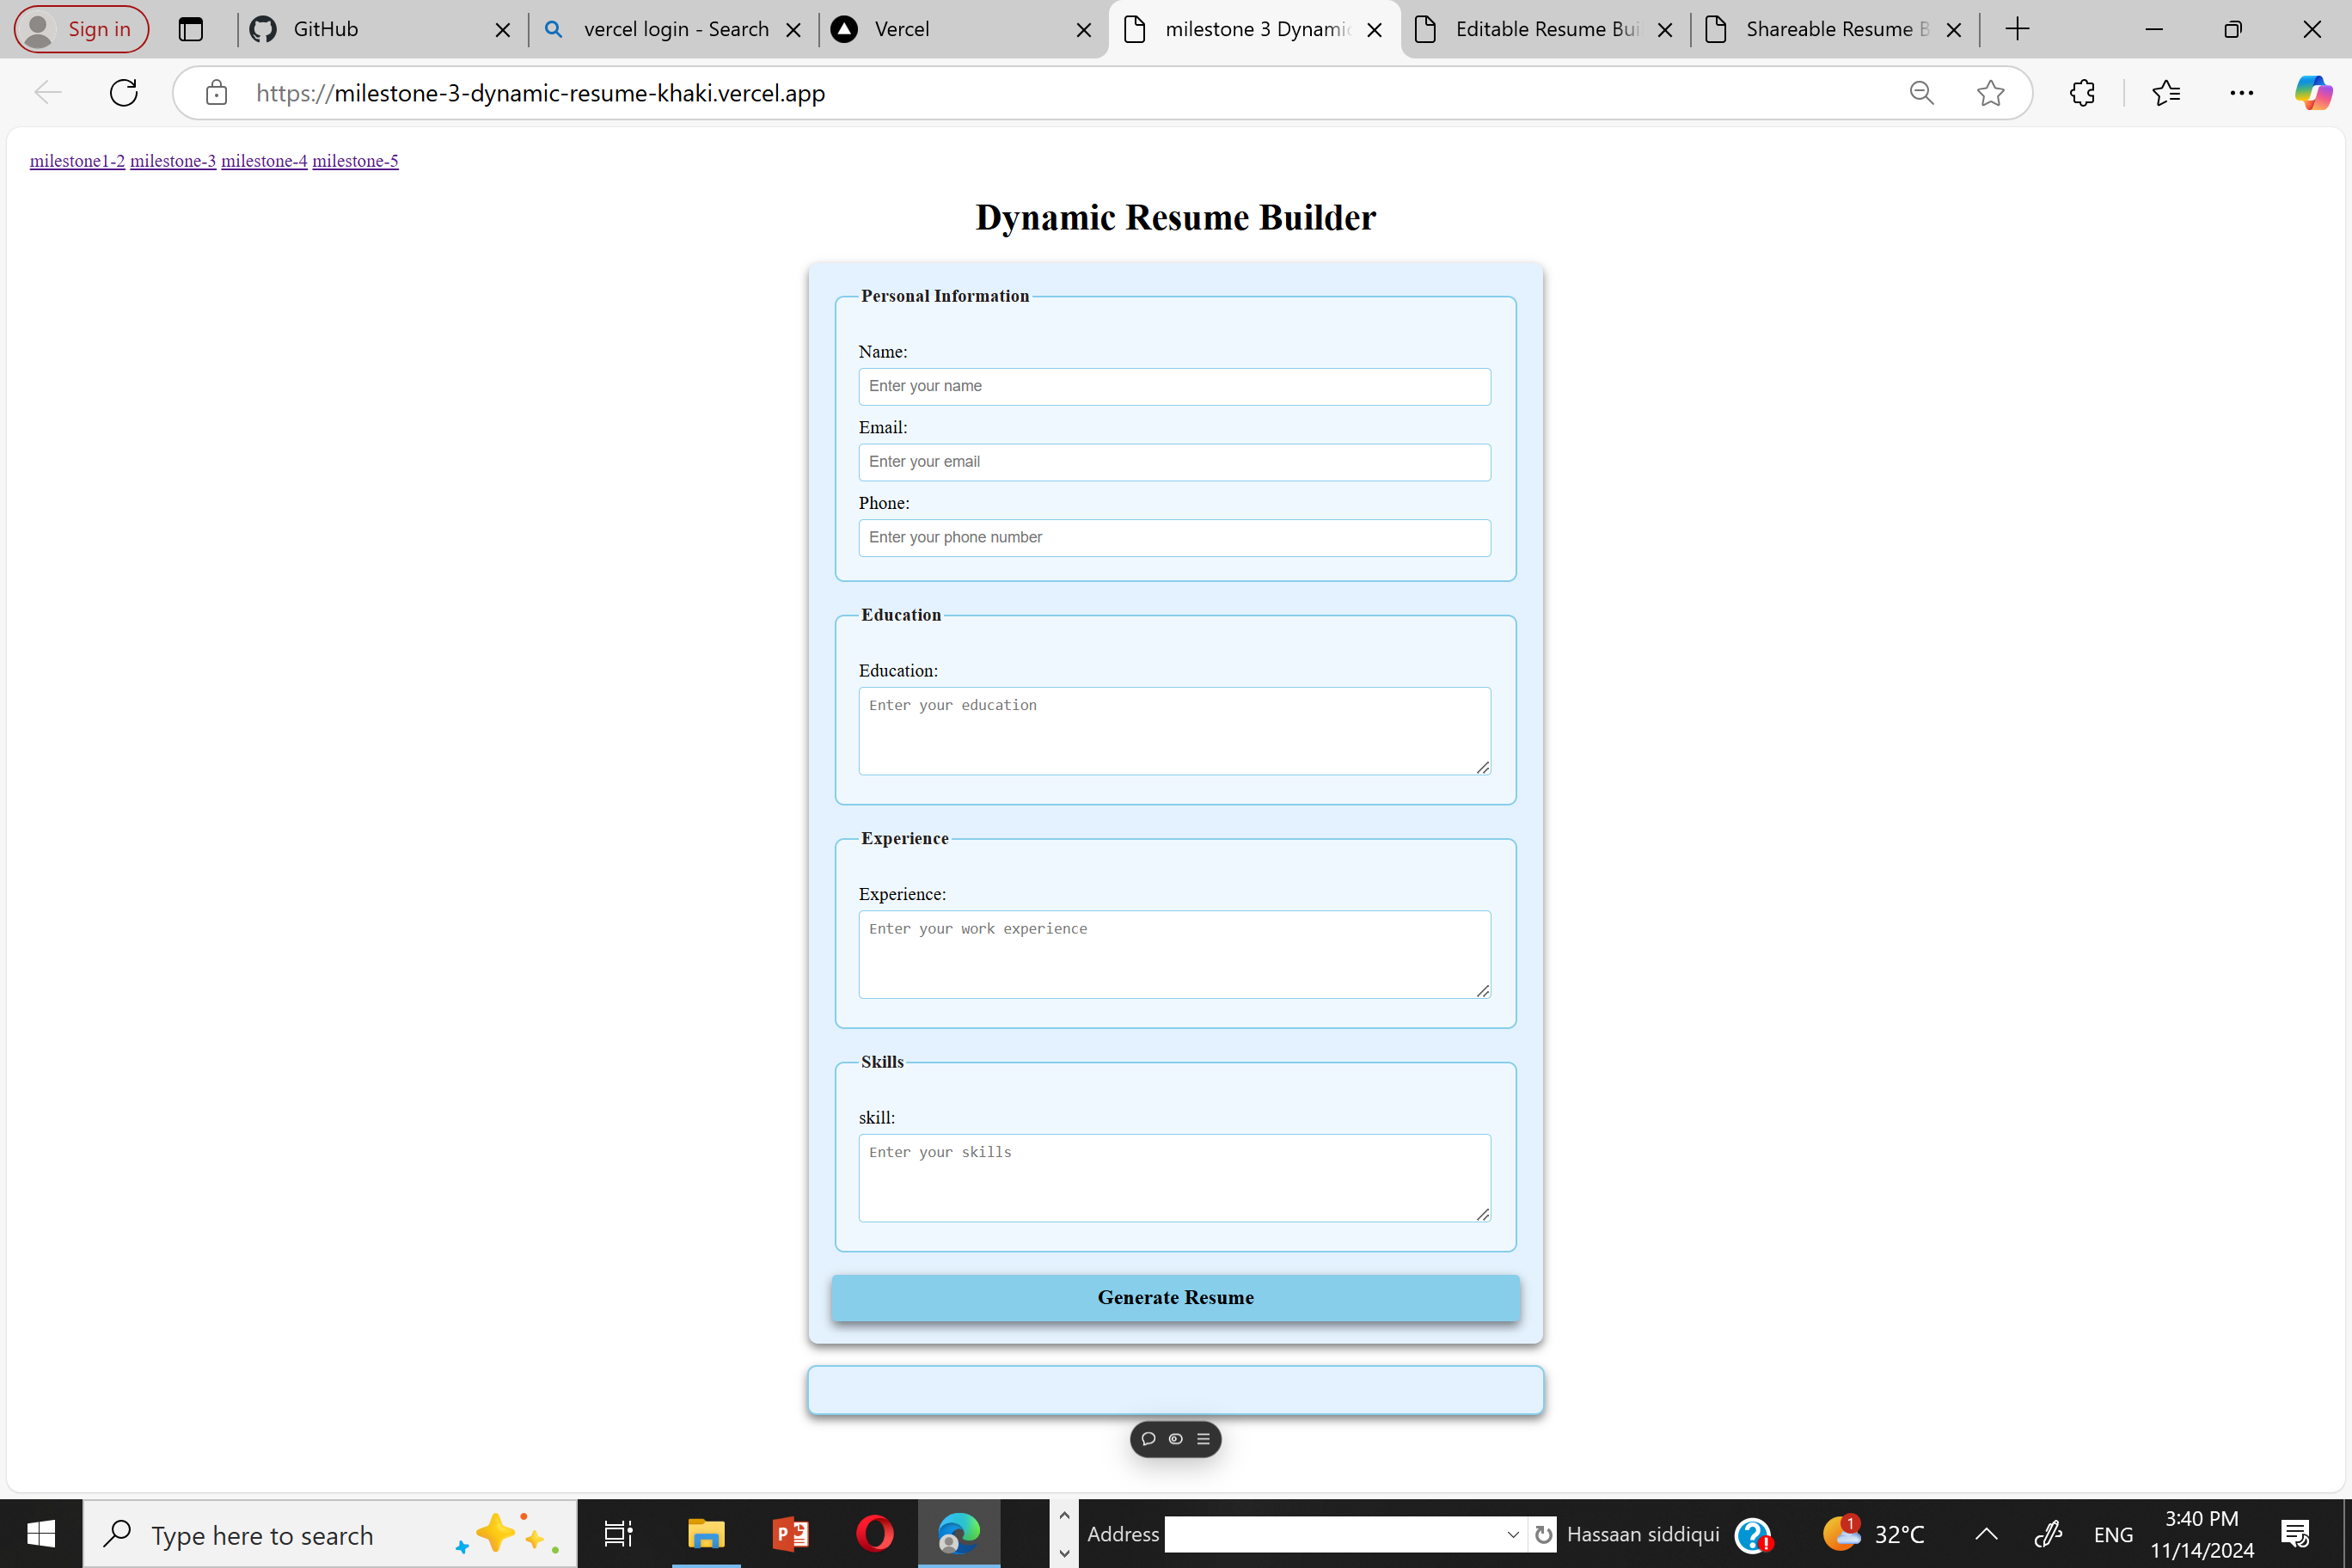 Sign in
GitHub
vercel login - Search
Vercel
milestone 3 Dynamic
Editable Resume Bui
Shareable Resume B
https://milestone-3-dynamic-resume-khaki.vercel.app
milestone1-2 milestone-3 milestone-4 milestone-5
Dynamic Resume Builder
Personal Information
Name:
Enter your name
Email:
Enter your email
Phone:
Enter your phone number
Education
Education:
Enter your education
Experience
Experience:
Enter your work experience
Skills
skill:
Enter your skills
Generate Resume
Type here to search
Address
Hassaan siddiqui
1
32°C
ENG
3:40 PM
11/14/2024